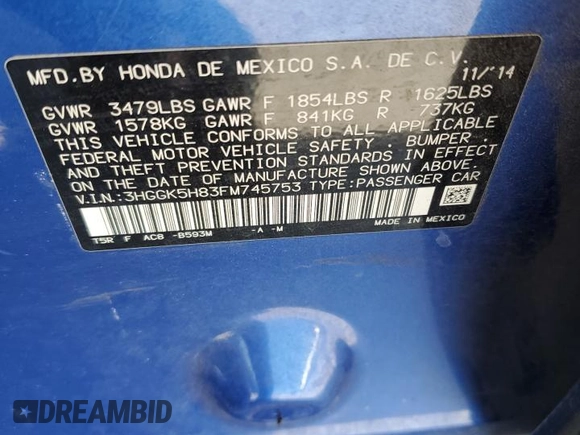 MFD.BY HONDA DE MEXICO S.A. DE C.V.
11/'14
GVWR 3479LBS GAWR F 1854LBS R 1625LBS
GVWR 1578KG GAWR F 841KG R 737KG
THIS VEHICLE CONFORMS TO ALL APPLICABLE
FEDERAL MOTOR VEHICLE SAFETY, BUMPER,
AND THEFT PREVENTION STANDARDS IN EFFECT
ON THE DATE OF MANUFACTURE SHOWN ABOVE.
V.I.N.:3HGGK5H83FM745753 TYPE:PASSENGER CAR
MADE IN MEXICO
T5R F AC8 -B593M -A -M
DREAMBID